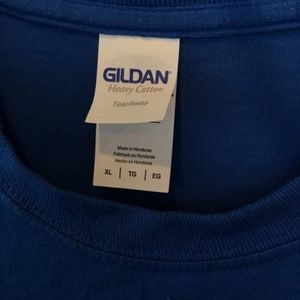 GILDAN
Heavy Cotton
TearAway
Made in Honduras
Fabriqué au Honduras
Hecho en Honduras
XL | TG | EG